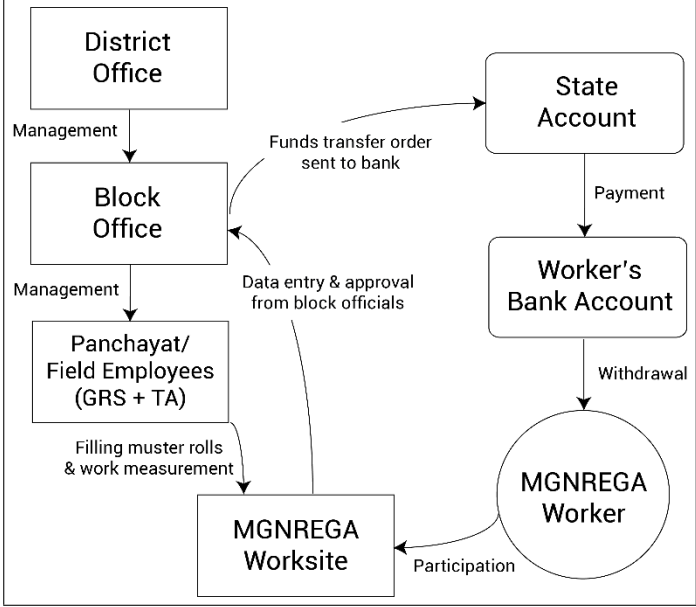 District
Office
Management
Block
Office
Management
Panchayat/
Field Employees
(GRS + TA)
Filling muster rolls
& work measurement
MGNREGA
Worksite
Data entry & approval
from block officials
Funds transfer order
sent to bank
State
Account
Payment
Worker's
Bank Account
Withdrawal
MGNREGA
Worker
Participation